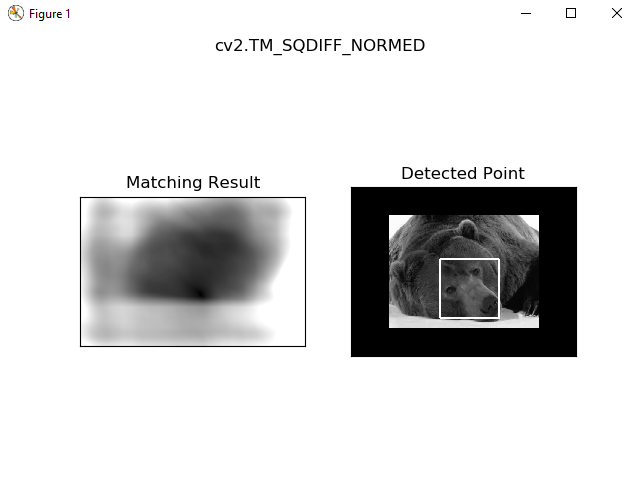 Figure 1
cv2.TM_SQDIFF_NORMED
Matching Result
Detected Point